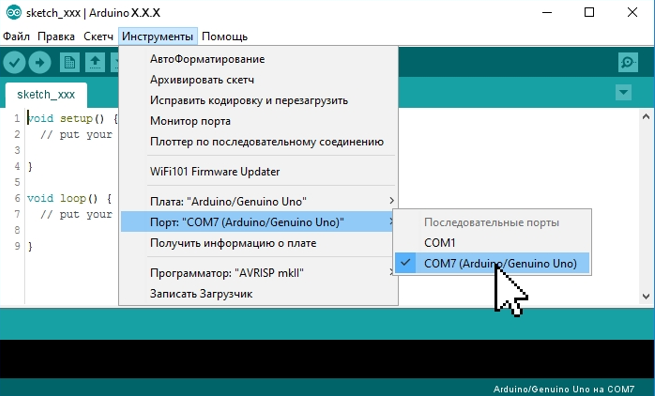 sketch_xxx | Arduino X.X.X
Файл Правка Скетч Инструменты Помощь
sketch_xxx
АвтоФорматирование
Архивировать скетч
Исправить кодировку и перезагрузить
Монитор порта
Плоттер по последовательному соединению
WiFi101 Firmware Updater
Плата: "Arduino/Genuino Uno"
Порт: "COM7 (Arduino/Genuino Uno)"
Получить информацию о плате
Программатор: "AVRISP mkII"
Записать Загрузчик
Последовательные порты
COM1
COM7 (Arduino/Genuino Uno)
1 void setup() {
2 // put your
3
4 }
5
6 void loop() {
7 // put your
8
9 }
Arduino/Genuino Uno на COM7